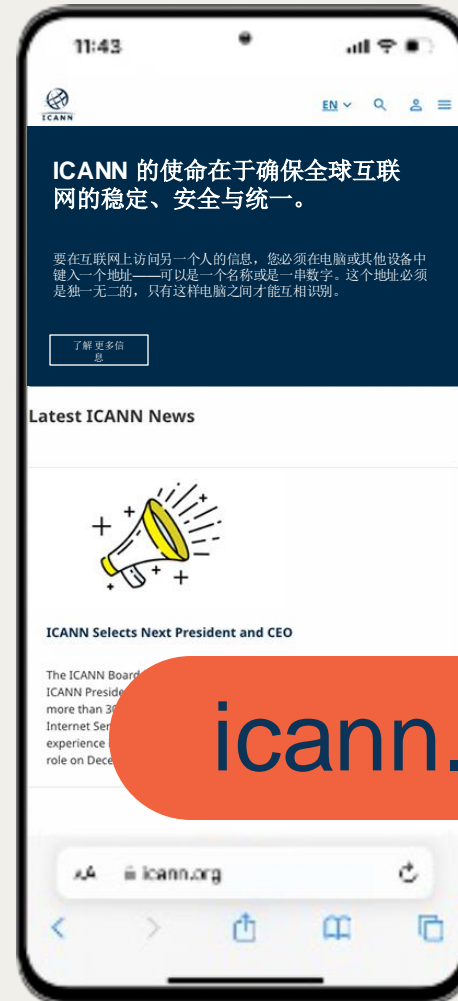 11:43
ICANN
EN
ICANN 的使命在于确保全球互联
网的稳定、安全与统一。
要在互联网上访问另一个人的信息，您必须在电脑或其他设备中
键入一个地址——可以是一个名称或是一串数字。这个地址必须
是独一无二的，只有这样电脑之间才能互相识别。
了解更多信
息
Latest ICANN News
ICANN Selects Next President and CEO
The ICANN Board
ICANN Preside
more than 3
Internet Ser
experience
role on Dece
icann.
AA icann.org